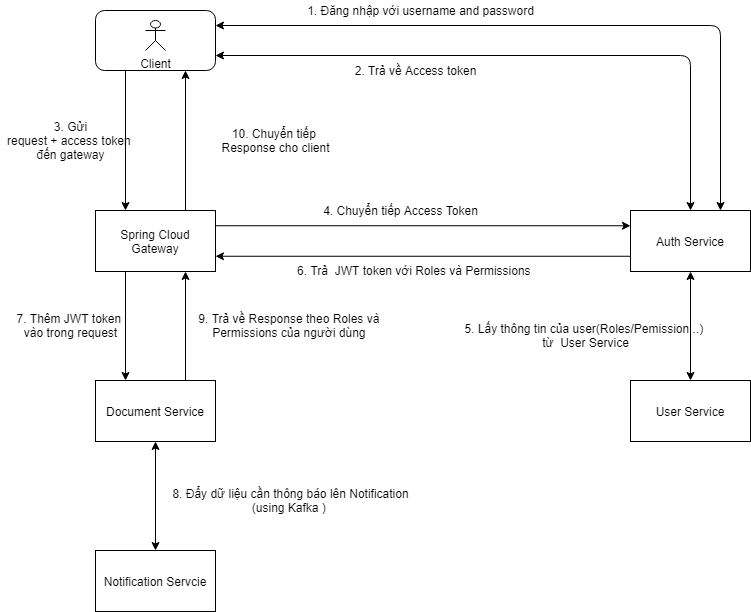 1. Đăng nhập với username and password
Client
2. Trả về Access token
3. Gửi
request + access token
đến gateway
10. Chuyển tiếp
Response cho client
4. Chuyển tiếp Access Token
Spring Cloud
Gateway
Auth Service
6. Trả JWT token với Roles và Permissions
7. Thêm JWT token
vào trong request
9. Trả về Response theo Roles và
Permissions của người dùng
5. Lấy thông tin của user(Roles/Pemission ..)
từ User Service
Document Service
User Service
8. Đẩy dữ liệu cần thông báo lên Notification
(using Kafka )
Notification Servcie